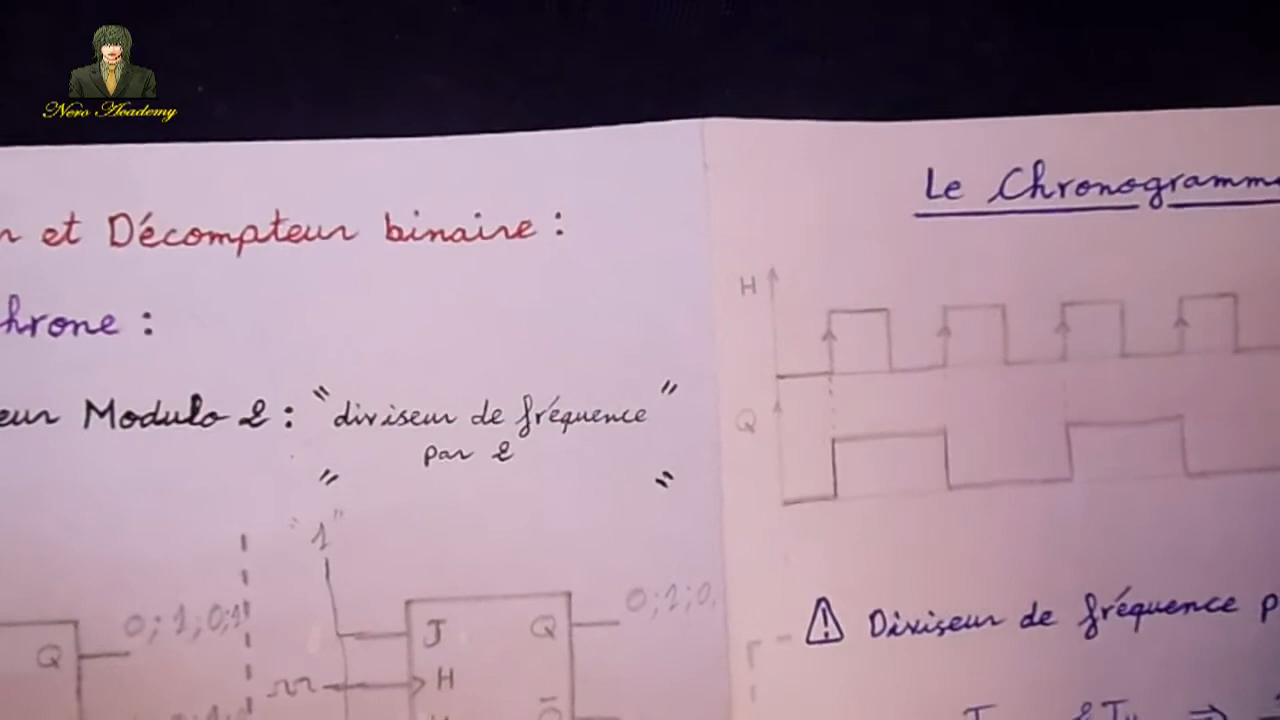 Nero Academy
et Décompteur binaire :
hrone :
eur Modulo 2 : "diviseur de fréquence"
"par 2"
"1"
0;1;0;1
Q
J
Q
0;1;0,
H
Q
Le Chronogramme
H
Q
⚠ Diviseur de fréquence p